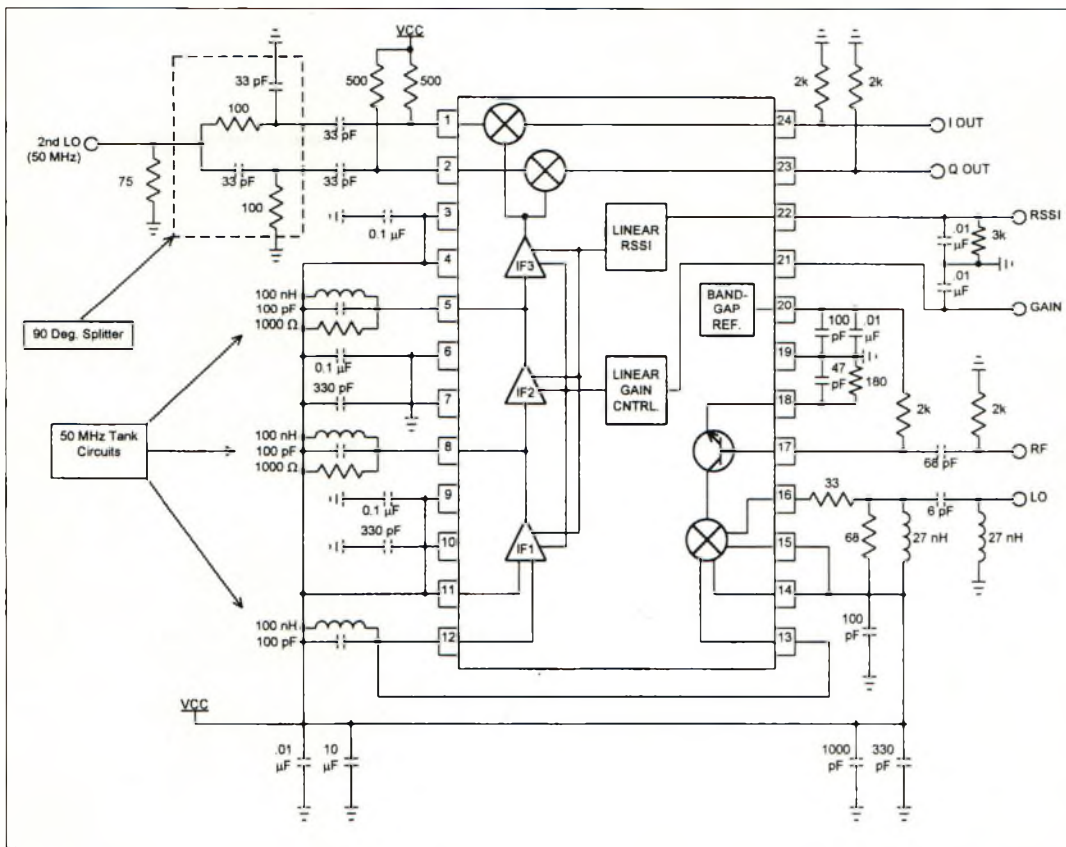 VCC
33 pF
500
500
2k
2k
100
2nd LO
(50 MHz)
33 pF
1
24
I OUT
33 pF
33 pF
2
23
Q OUT
75
100
3
22
RSSI
0.1 µF
LINEAR
RSSI
.01
µF
3k
4
21
IF3
.01
µF
100 nH
100 pF
1000 Ω
5
BAND-
GAP
REF.
20
GAIN
90 Deg. Splitter
100
pF
.01
µF
6
19
0.1
µF
47
pF
180
330 pF
IF2
LINEAR
GAIN
CNTRL.
7
18
50 MHz Tank
Circuits
100 nH
100 pF
1000 Ω
2k
2k
8
17
RF
68 pF
9
16
33
LO
0.1
µF
6 pF
330 pF
10
15
68
27 nH
27 nH
IF1
11
14
100 nH
100 pF
12
13
100
pF
VCC
.01
µF
10
µF
1000
pF
330
pF